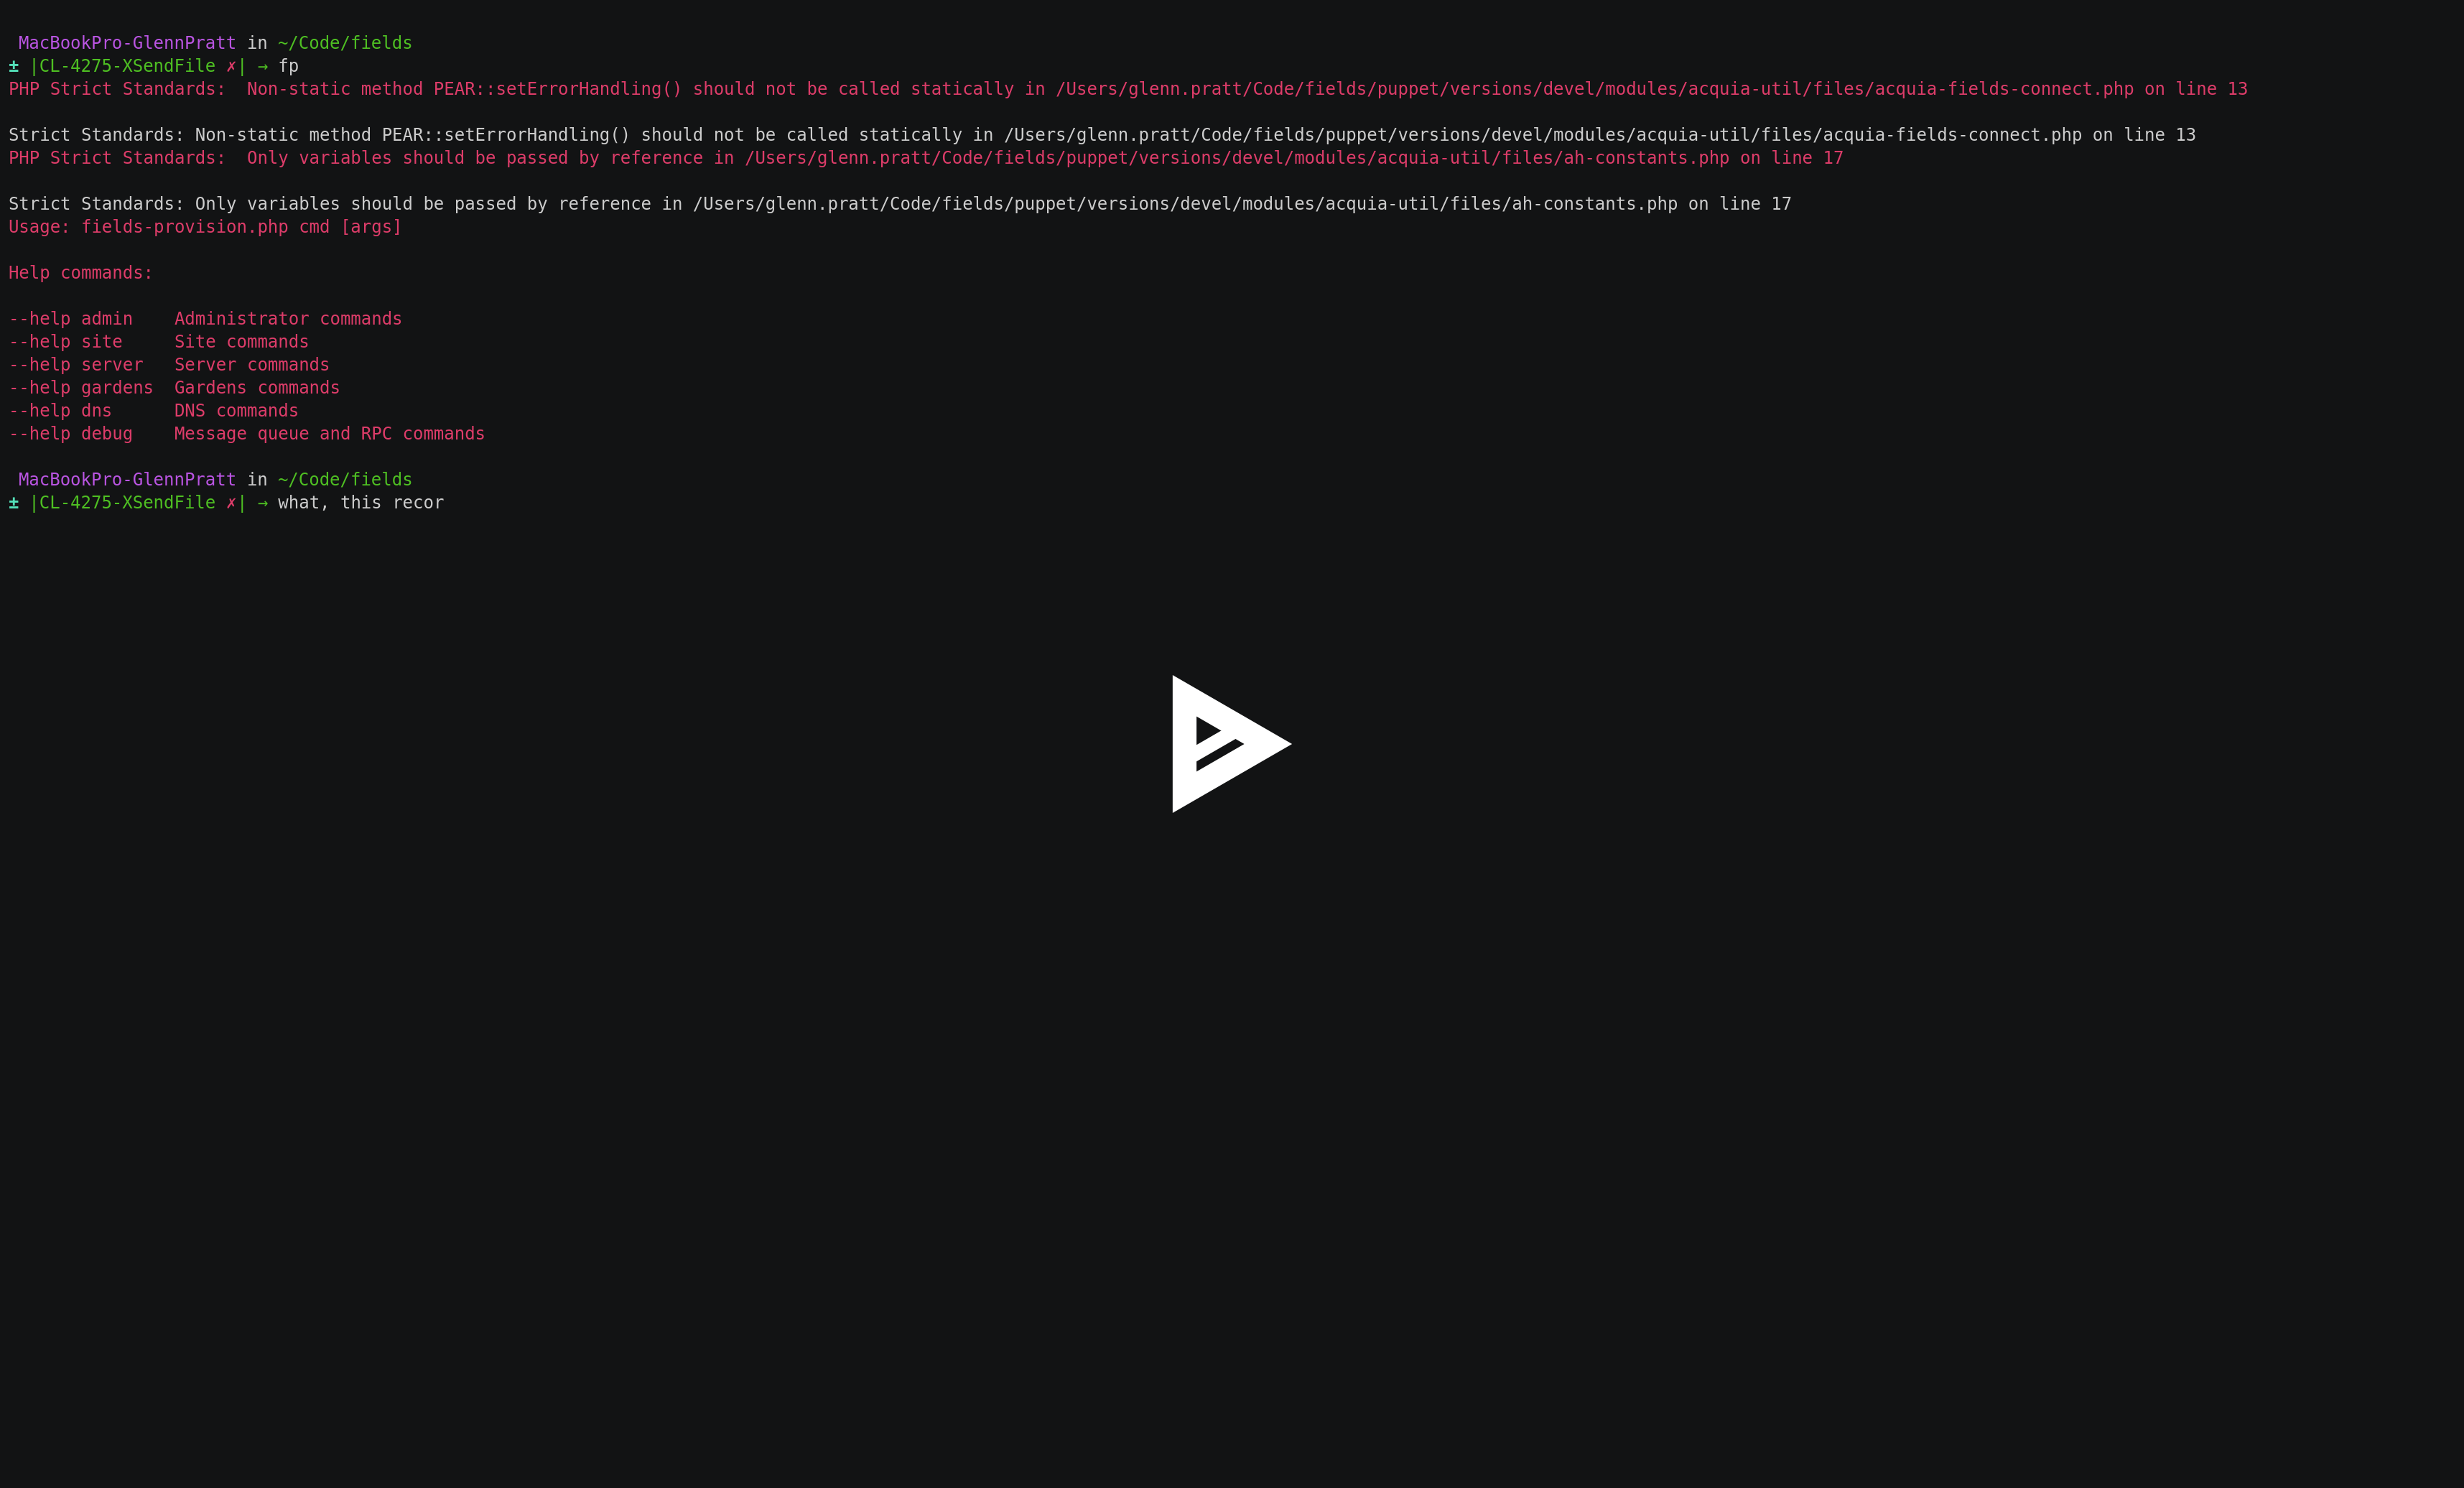 MacBookPro-GlennPratt in ~/Code/fields
± |CL-4275-XSendFile ✗| → fp
PHP Strict Standards:  Non-static method PEAR::setErrorHandling() should not be called statically in /Users/glenn.pratt/Code/fields/puppet/versions/devel/modules/acquia-util/files/acquia-fields-connect.php on line 13
Strict Standards: Non-static method PEAR::setErrorHandling() should not be called statically in /Users/glenn.pratt/Code/fields/puppet/versions/devel/modules/acquia-util/files/acquia-fields-connect.php on line 13
PHP Strict Standards:  Only variables should be passed by reference in /Users/glenn.pratt/Code/fields/puppet/versions/devel/modules/acquia-util/files/ah-constants.php on line 17
Strict Standards: Only variables should be passed by reference in /Users/glenn.pratt/Code/fields/puppet/versions/devel/modules/acquia-util/files/ah-constants.php on line 17
Usage: fields-provision.php cmd [args]
Help commands:
--help admin    Administrator commands
--help site     Site commands
--help server   Server commands
--help gardens  Gardens commands
--help dns      DNS commands
--help debug    Message queue and RPC commands
MacBookPro-GlennPratt in ~/Code/fields
± |CL-4275-XSendFile ✗| → what, this recor